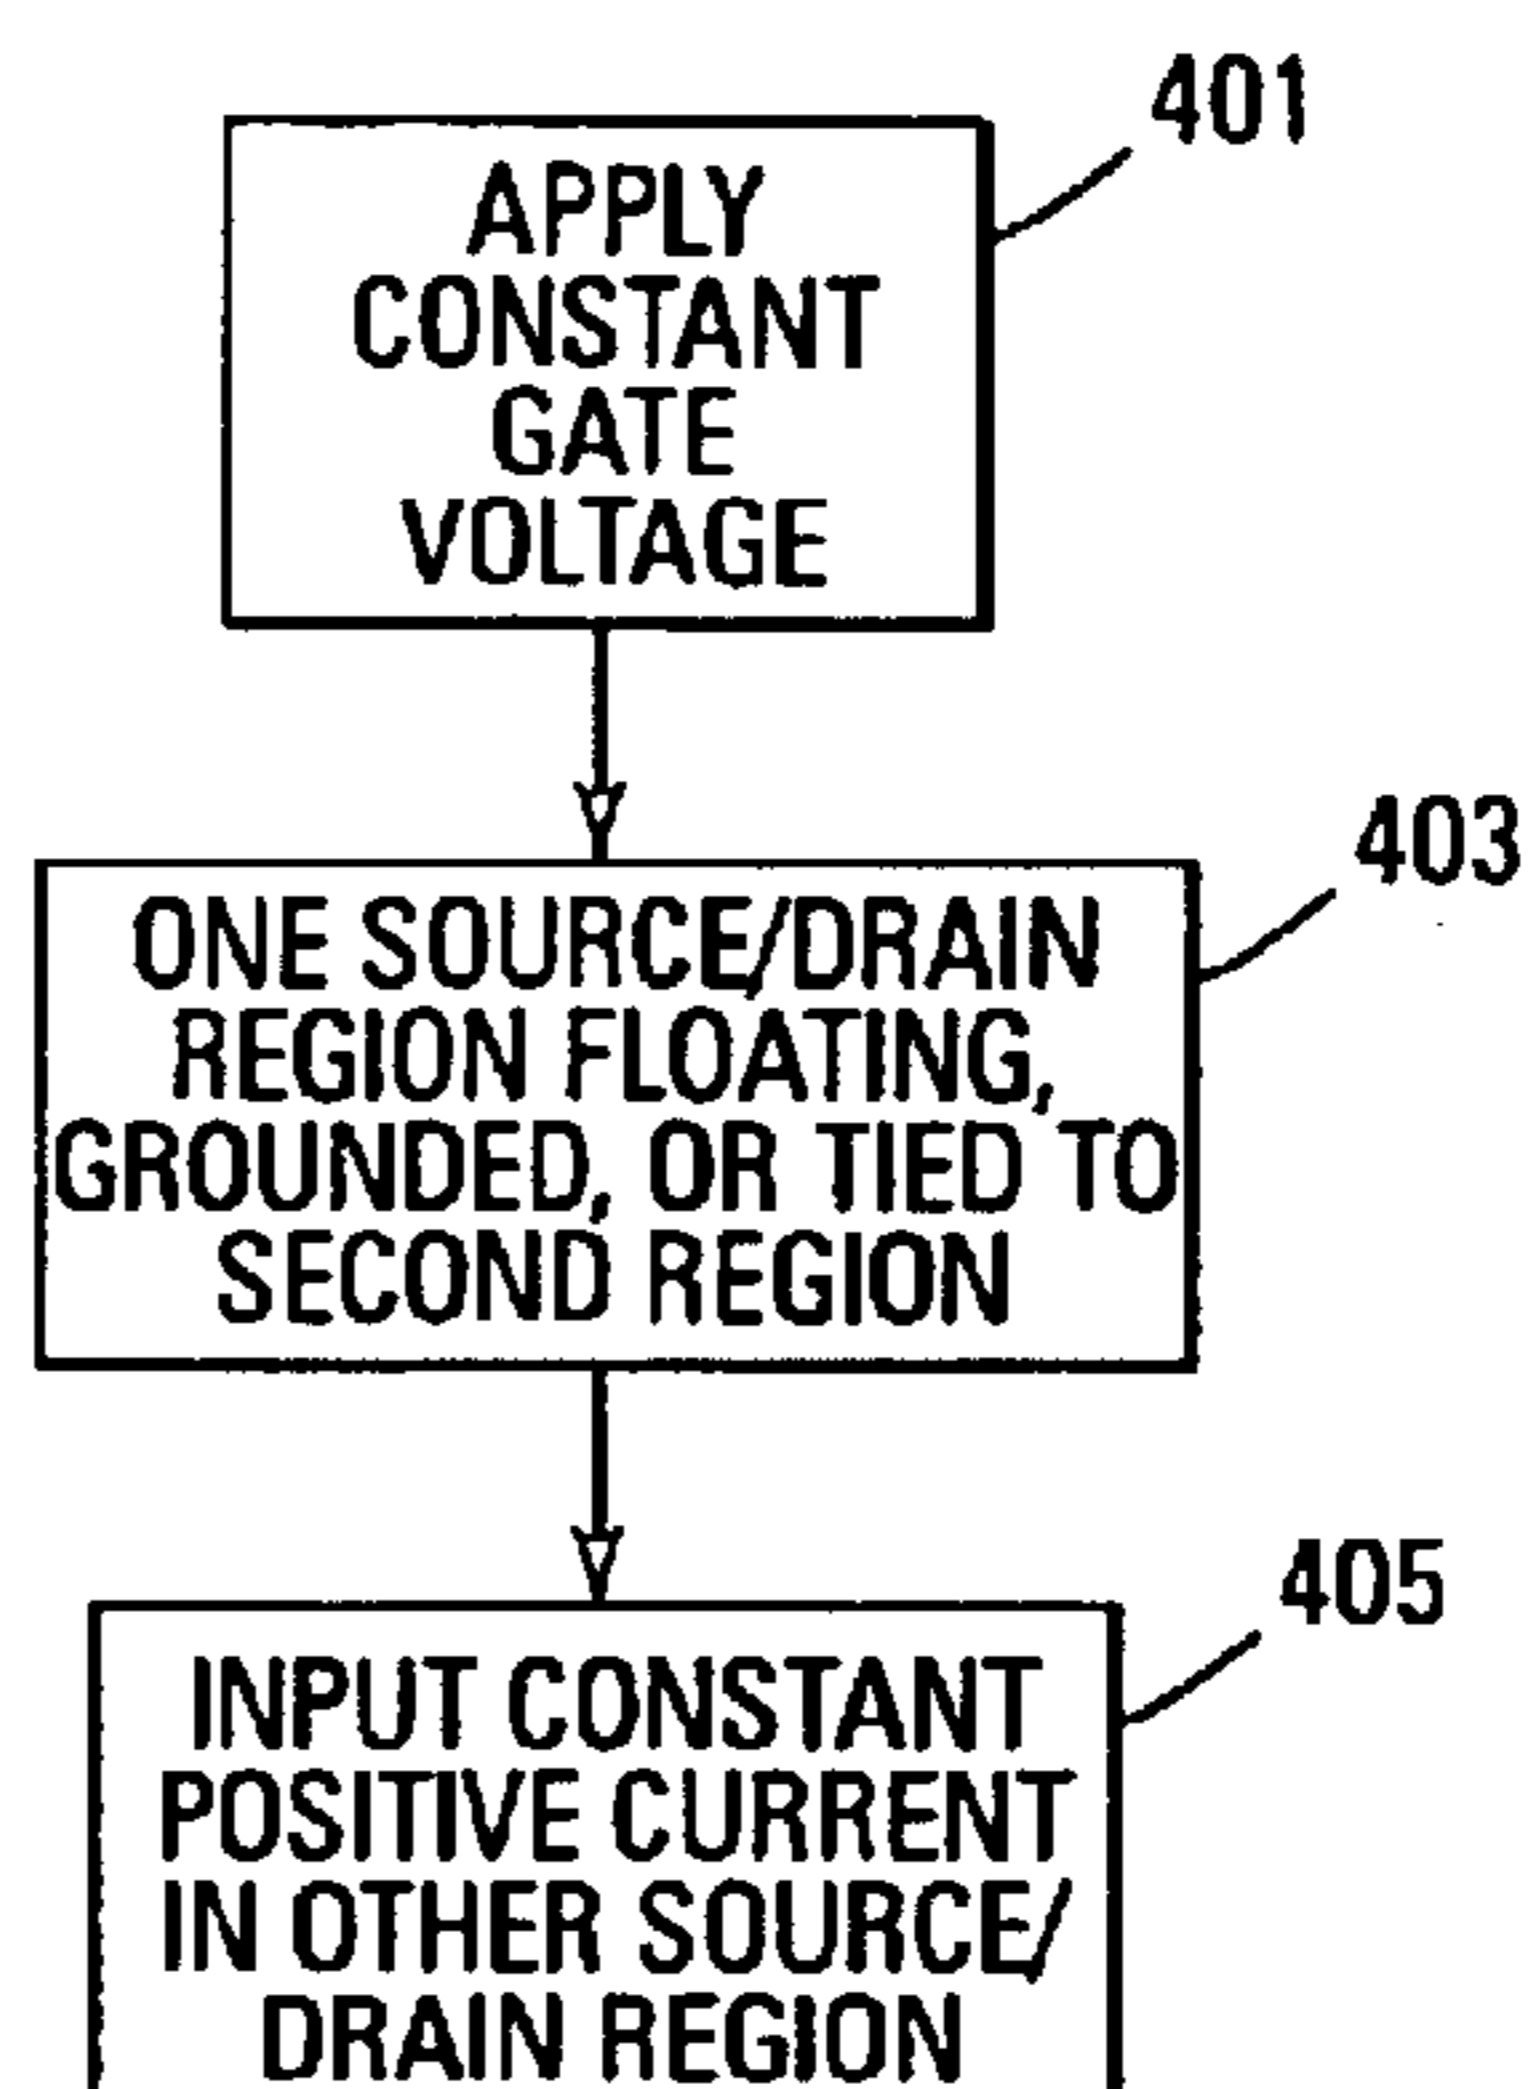 401
APPLY
CONSTANT
GATE
VOLTAGE
403
ONE SOURCE/DRAIN
REGION FLOATING,
GROUNDED, OR TIED TO
SECOND REGION
405
INPUT CONSTANT
POSITIVE CURRENT
IN OTHER SOURCE/
DRAIN REGION